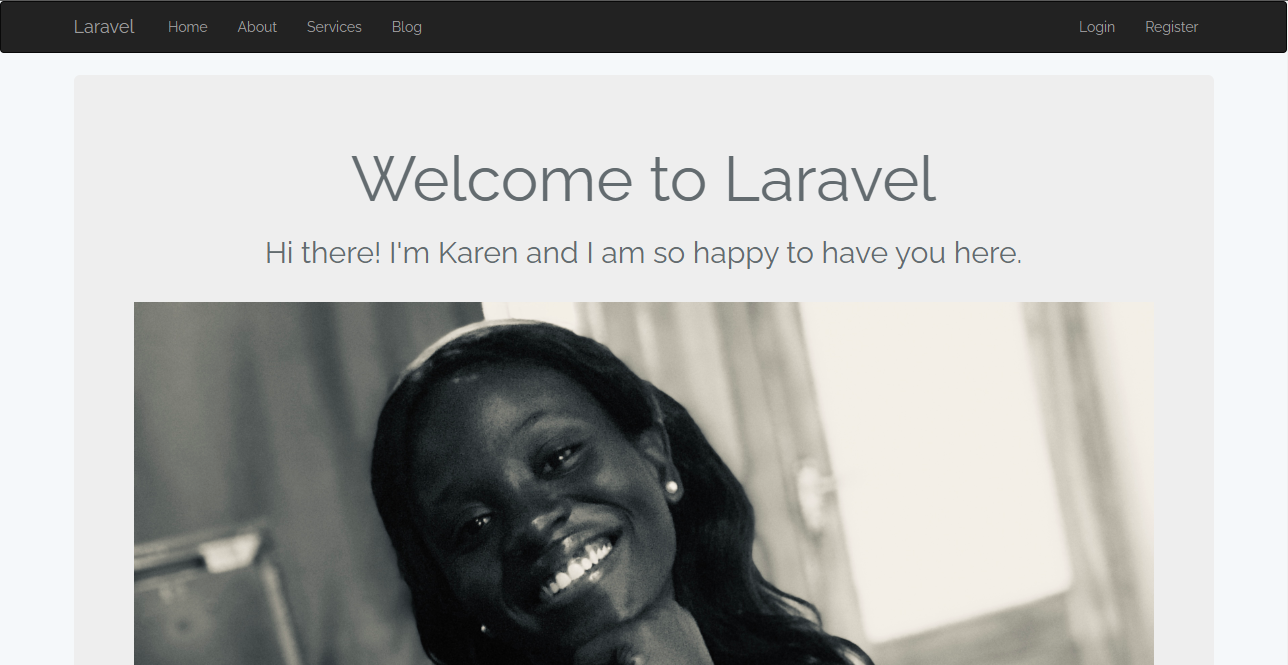 Laravel Home About Services Blog Login Register
Welcome to Laravel
Hi there! I'm Karen and I am so happy to have you here.